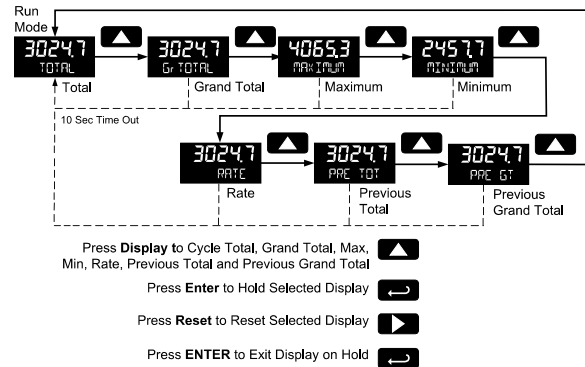 Run
Mode
3024.7
TOTAL
3024.7
Gr TOTAL
4065.3
MAXIMUM
2457.7
MINIMUM
Total
Grand Total
Maximum
Minimum
10 Sec Time Out
3024.7
RATE
3024.7
PRE TOT
3024.7
PRE GT
Rate
Previous
Total
Previous
Grand Total
Press Display to Cycle Total, Grand Total, Max,
Min, Rate, Previous Total and Previous Grand Total
Press Enter to Hold Selected Display
Press Reset to Reset Selected Display
Press ENTER to Exit Display on Hold